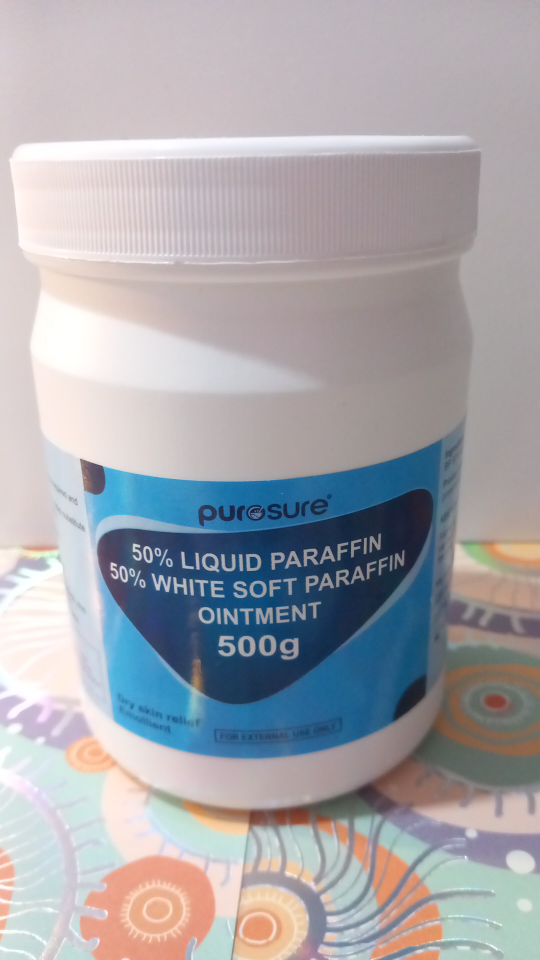 purosure®
50% LIQUID PARAFFIN
50% WHITE SOFT PARAFFIN
OINTMENT
500g
Dry skin relief
Emollient
FOR EXTERNAL USE ONLY